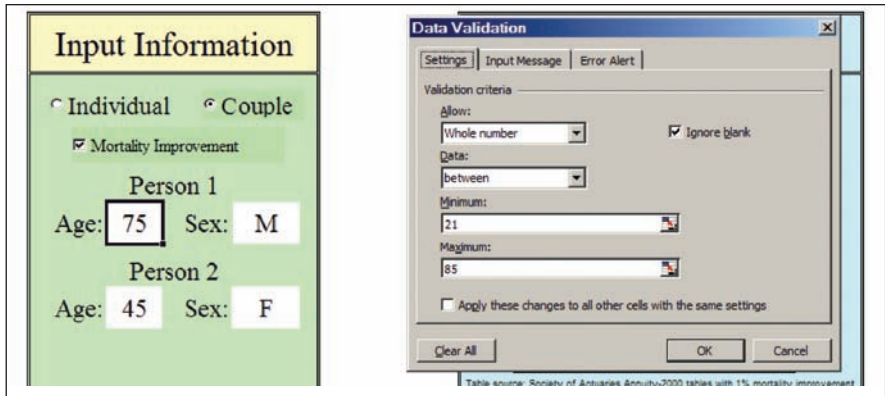 Input Information
Individual Couple
Mortality Improvement
Person 1
Age: 75 Sex: M
Person 2
Age: 45 Sex: F
Data Validation
Settings Input Message Error Alert
Validation criteria
Allow:
Whole number Ignore blank
Data:
between
Minimum:
21
Maximum:
85
Apply these changes to all other cells with the same settings
Clear All OK Cancel
Table source: Society of Actuaries Annuity-2000 tables with 1% mortality improvement